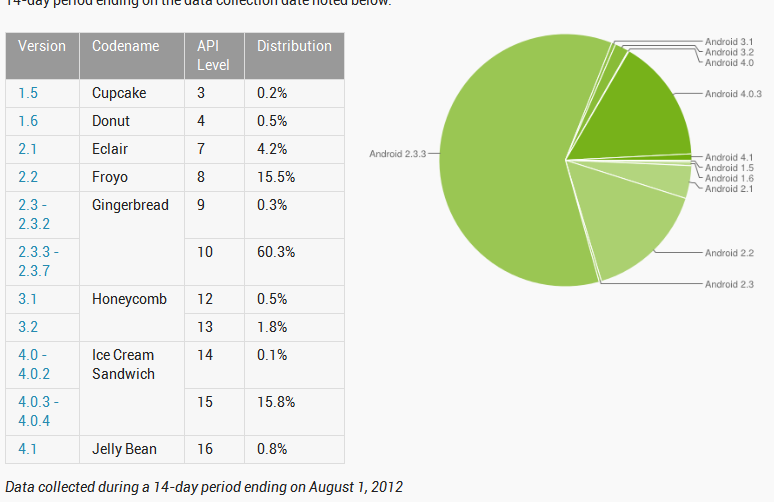 14-day period ending on the data collection date noted below.
Version Codename API Level Distribution
1.5 Cupcake 3 0.2%
1.6 Donut 4 0.5%
2.1 Eclair 7 4.2%
2.2 Froyo 8 15.5%
2.3 - 2.3.2 Gingerbread 9 0.3%
2.3.3 - 2.3.7 10 60.3%
3.1 Honeycomb 12 0.5%
3.2 13 1.8%
4.0 - 4.0.2 Ice Cream Sandwich 14 0.1%
4.0.3 - 4.0.4 15 15.8%
4.1 Jelly Bean 16 0.8%
Android 3.1
Android 3.2
Android 4.0
Android 4.0.3
Android 2.3.3
Android 4.1
Android 1.5
Android 1.6
Android 2.1
Android 2.2
Android 2.3
Data collected during a 14-day period ending on August 1, 2012